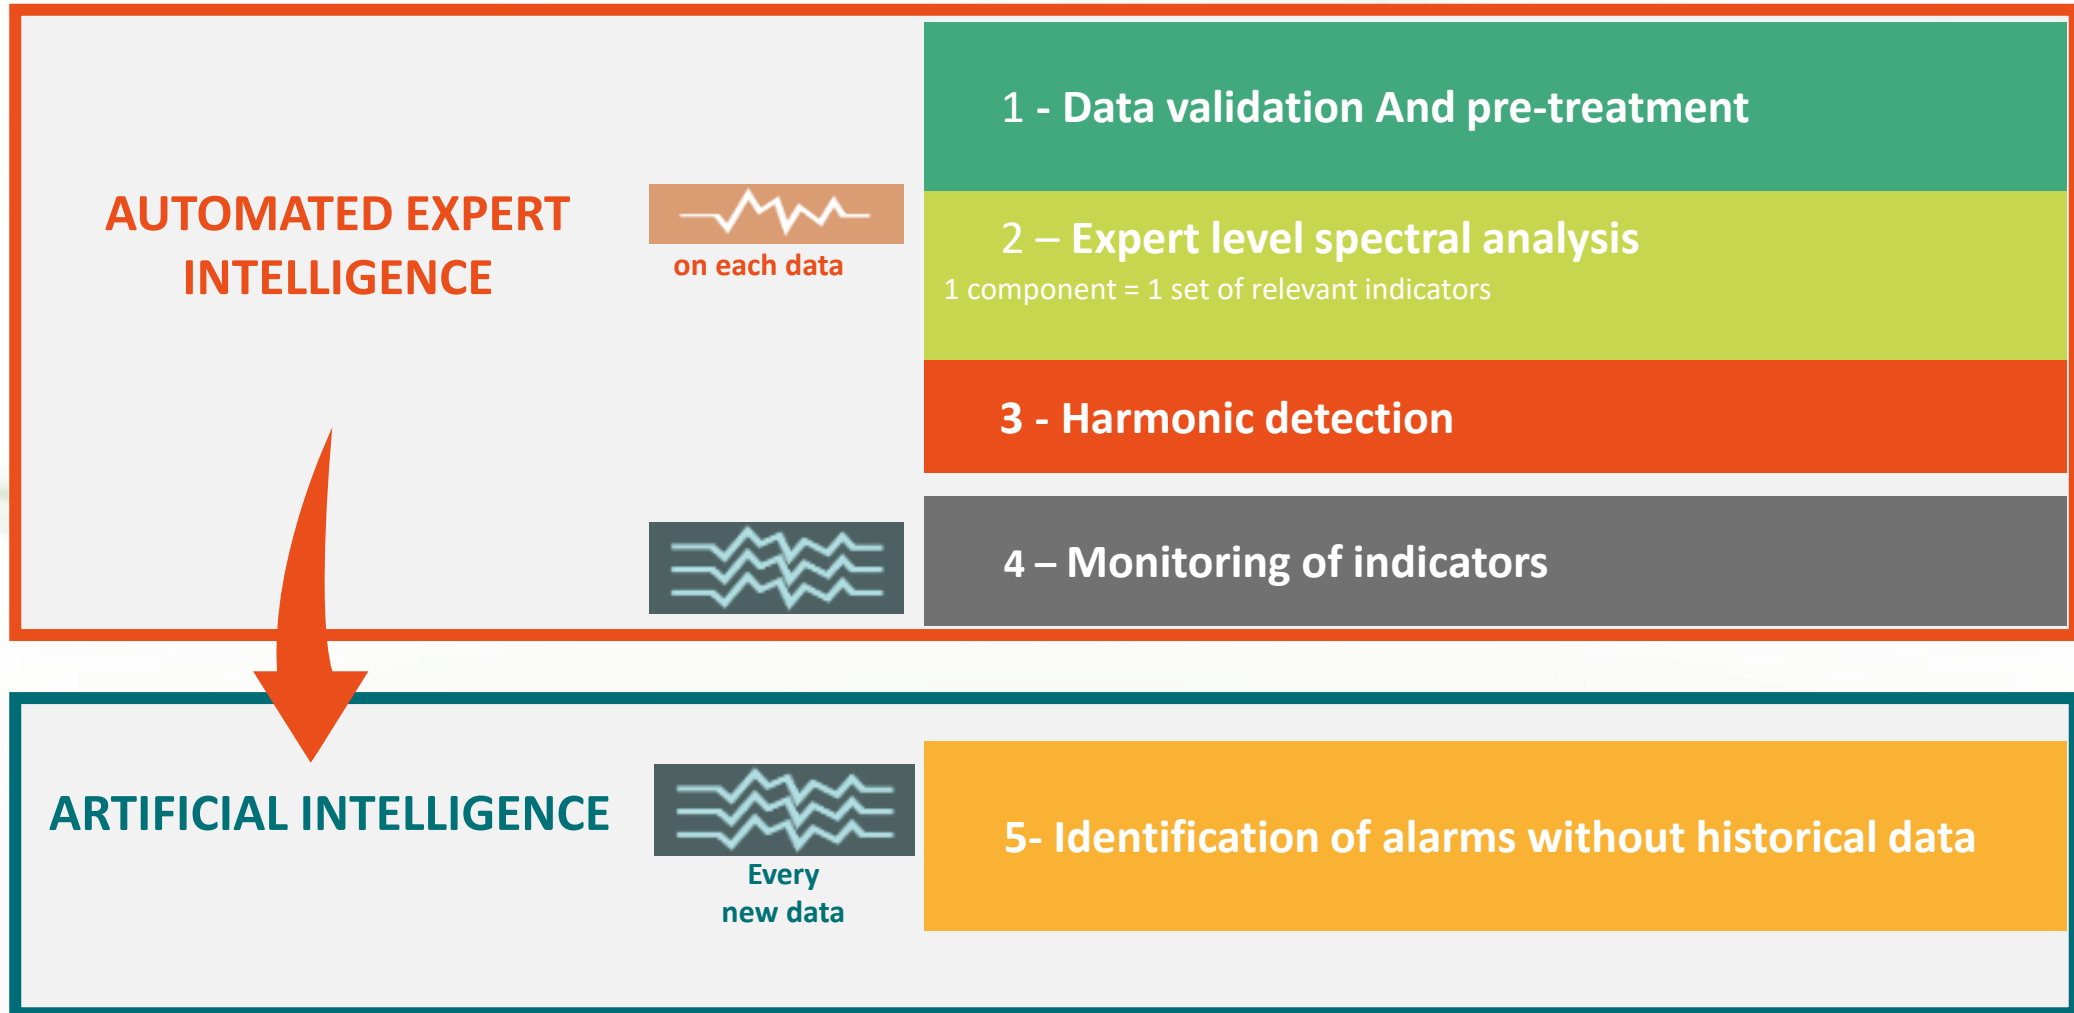 AUTOMATED EXPERT
INTELLIGENCE
on each data
1 - Data validation And pre-treatment
2 – Expert level spectral analysis
1 component = 1 set of relevant indicators
3 - Harmonic detection
4 – Monitoring of indicators
ARTIFICIAL INTELLIGENCE
Every
new data
5- Identification of alarms without historical data